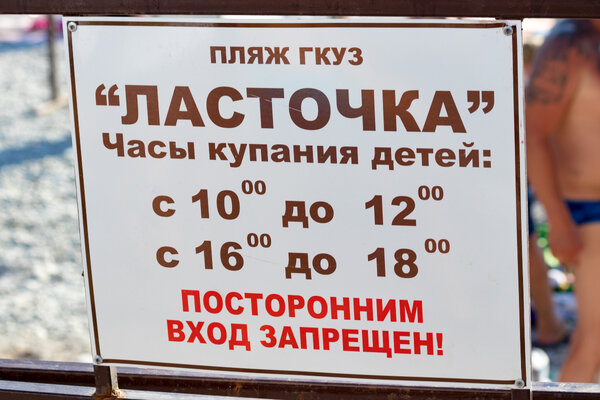 ПЛЯЖ ГКУЗ
“ЛАСТОЧКА”
Часы купания детей:
с 10⁰⁰ до 12⁰⁰
с 16⁰⁰ до 18⁰⁰
ПОСТОРОННИМ
ВХОД ЗАПРЕЩЕН!